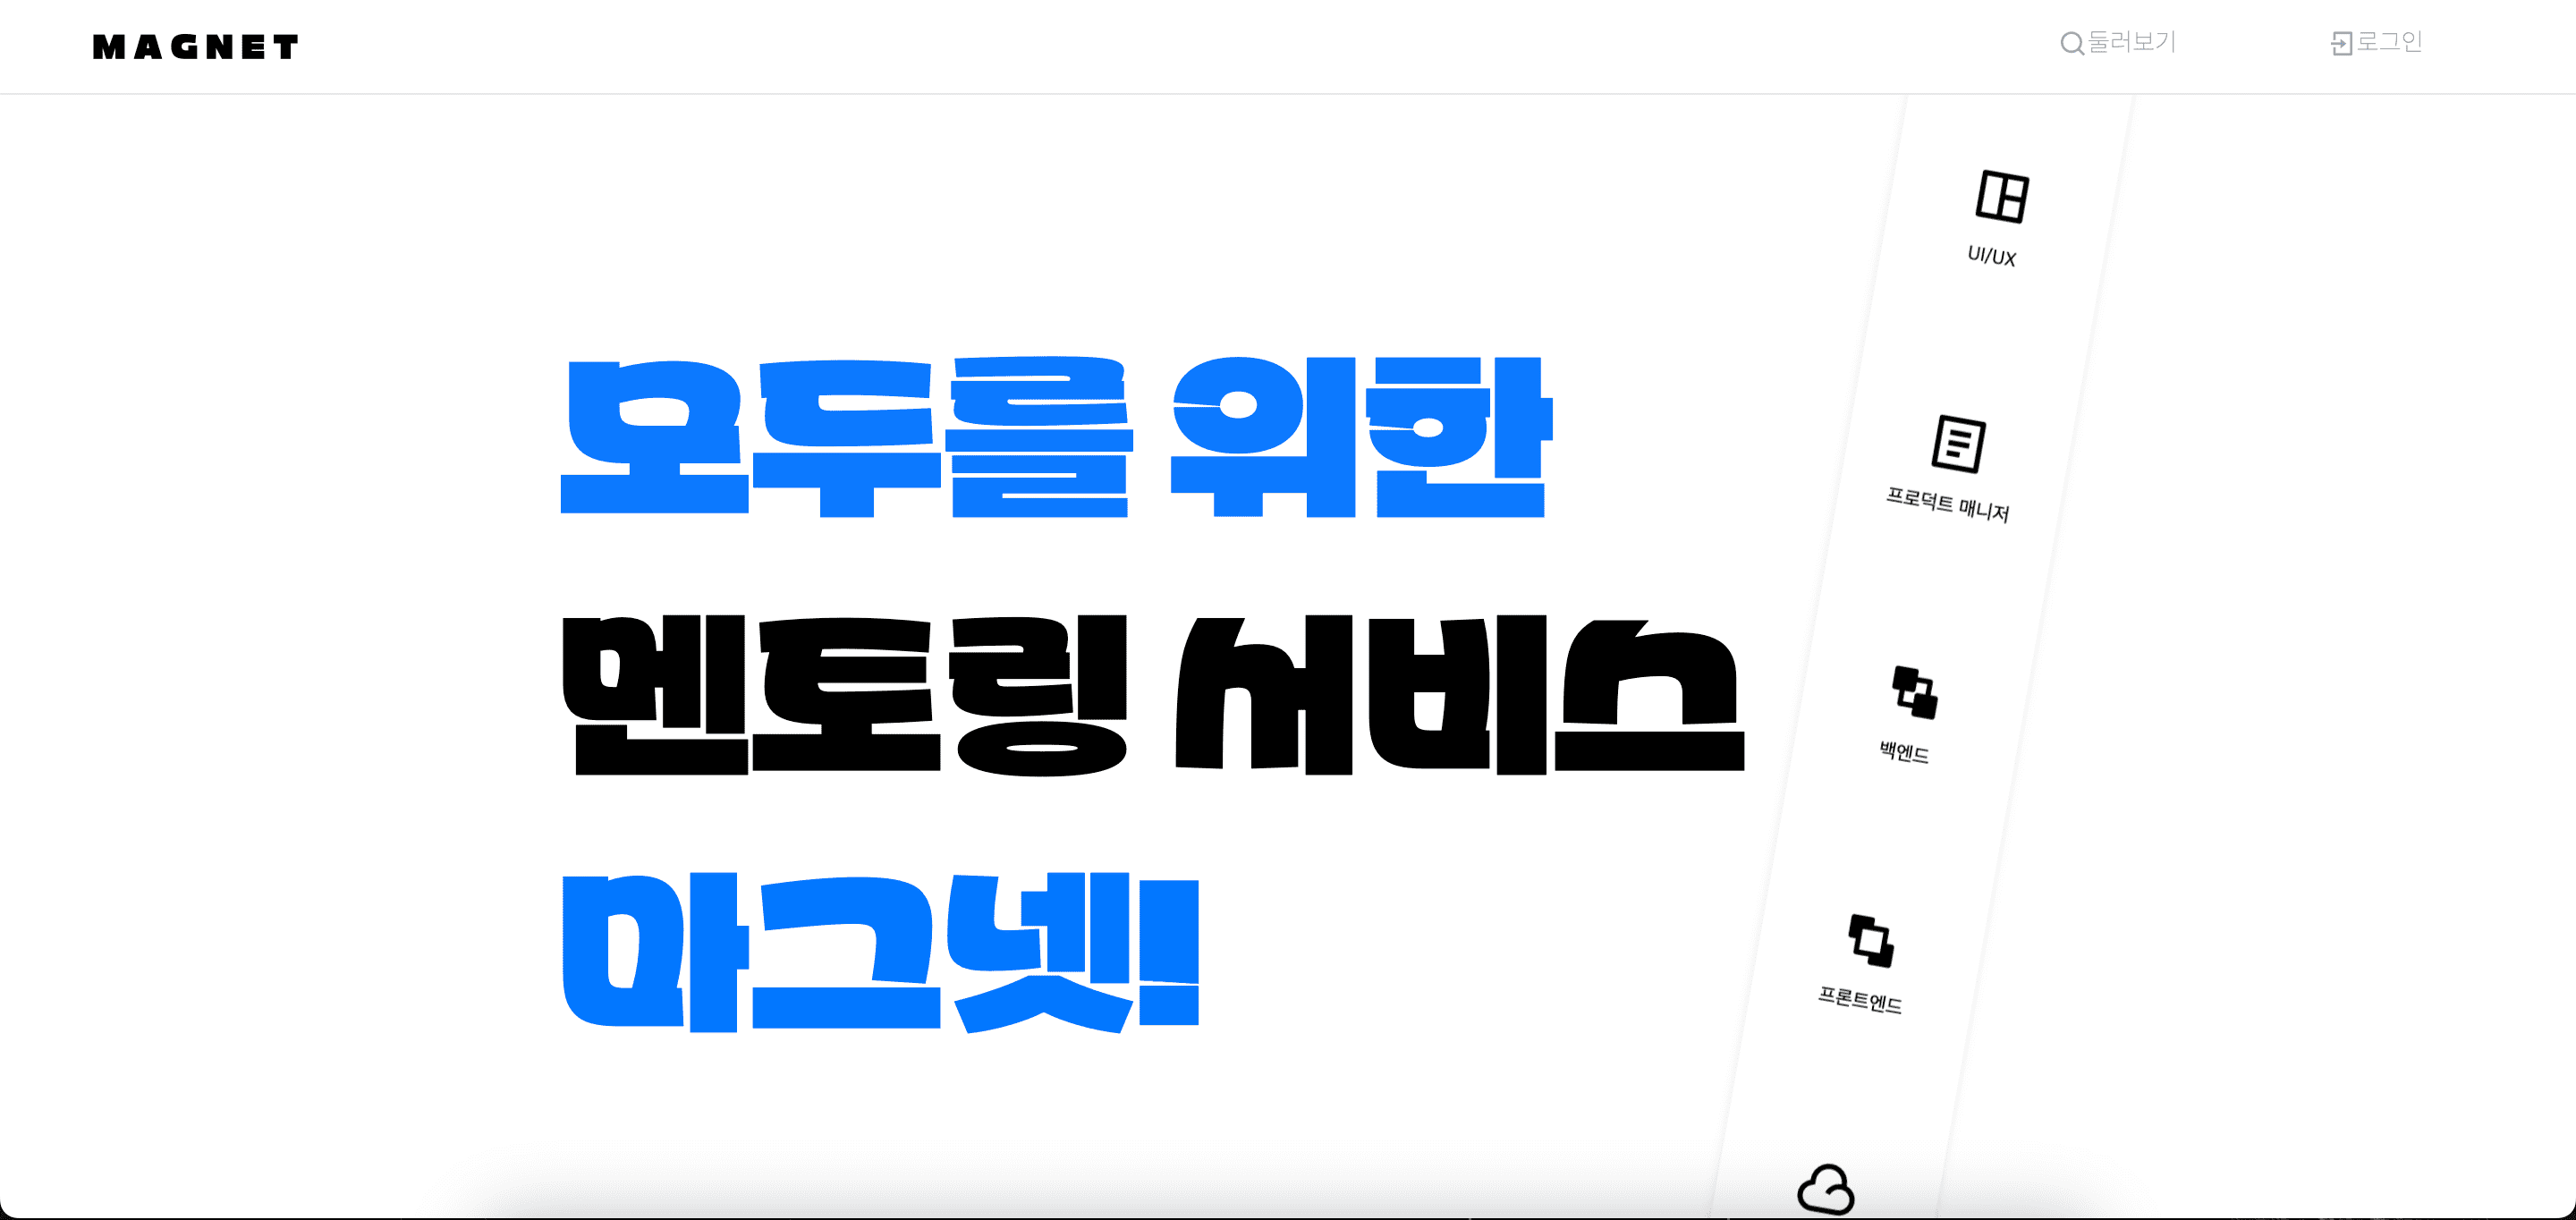 MAGNET
둘러보기
로그인
모두를 위한
멘토링 서비스
마그넷!
UI/UX
프로덕트 매니저
백엔드
프론트엔드